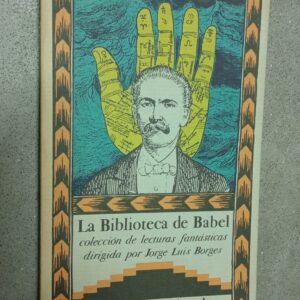 La Biblioteca de Babel
colección de lecturas fantásticas
dirigida por Jorge Luis Borges